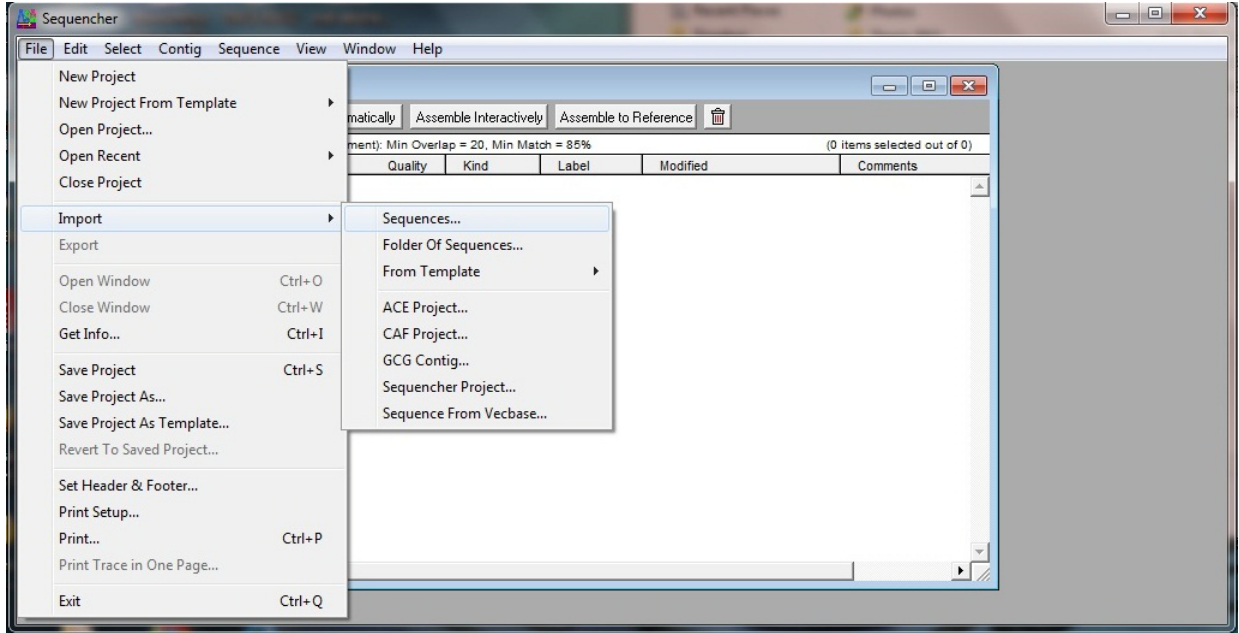 Sequencher
File Edit Select Contig Sequence View Window Help
New Project
New Project From Template
Open Project...
Open Recent
Close Project
Import
Export
Open Window Ctrl+O
Close Window Ctrl+W
Get Info... Ctrl+I
Save Project Ctrl+S
Save Project As...
Save Project As Template...
Revert To Saved Project...
Set Header & Footer...
Print Setup...
Print... Ctrl+P
Print Trace in One Page...
Exit Ctrl+Q
Sequences...
Folder Of Sequences...
From Template
ACE Project...
CAF Project...
GCG Contig...
Sequencher Project...
Sequence From Vecbase...
matically Assemble Interactively Assemble to Reference
ment): Min Overlap = 20, Min Match = 85% (0 items selected out of 0)
Quality Kind Label Modified Comments